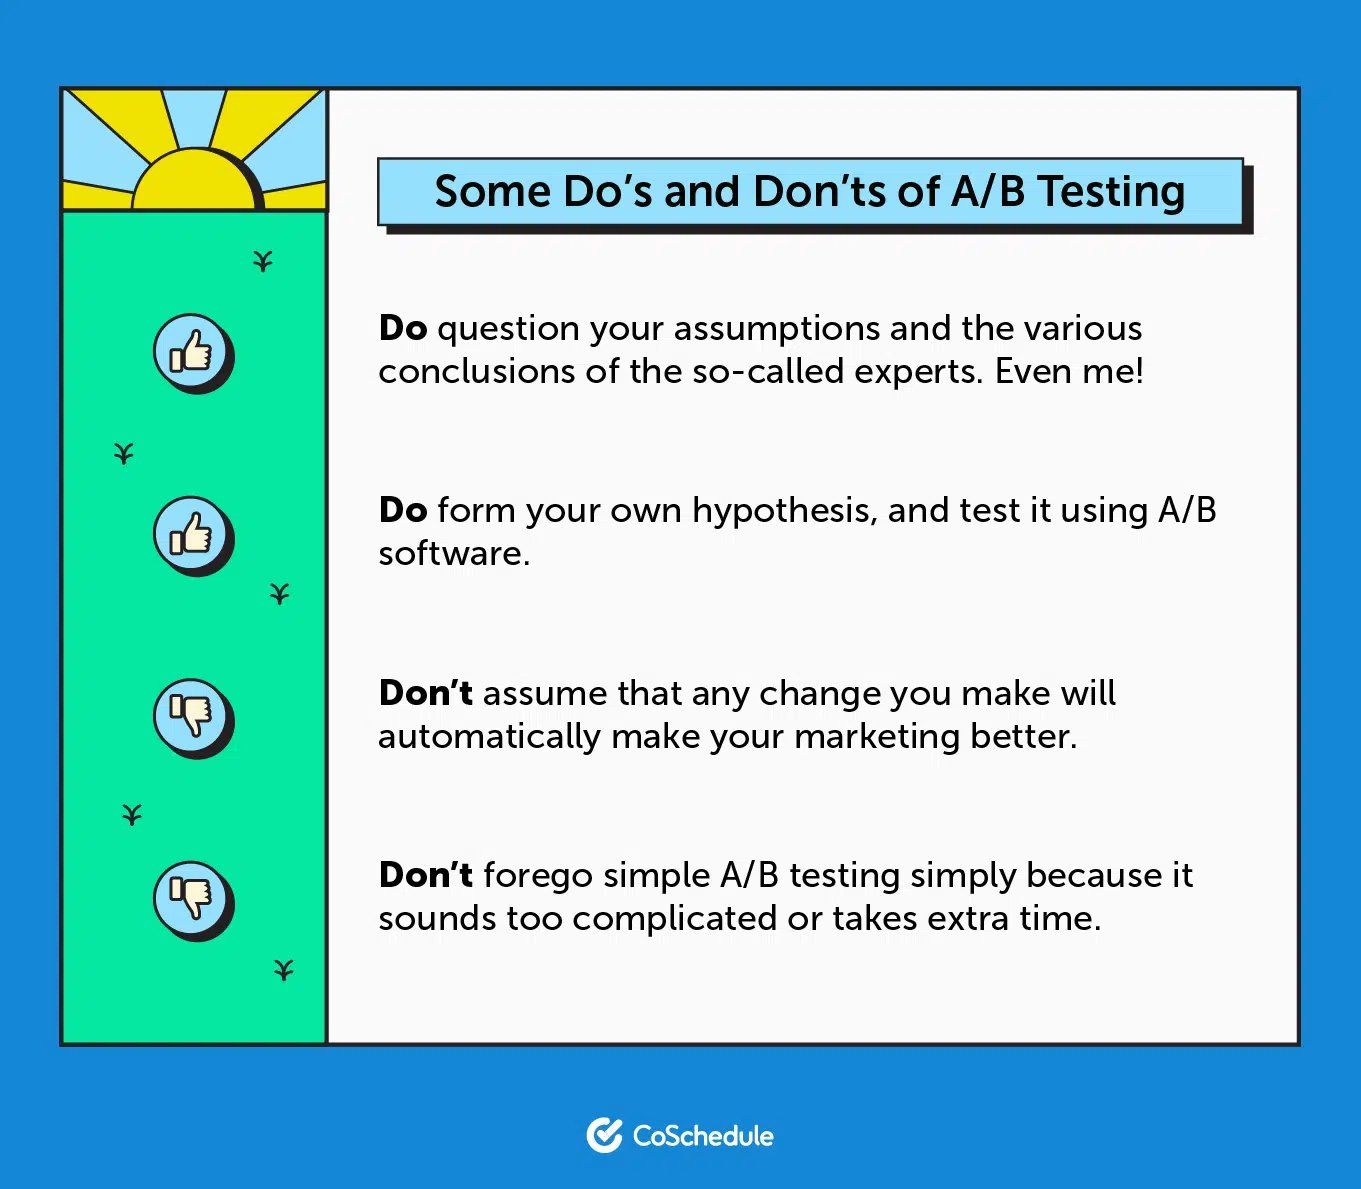 Some Do’s and Don’ts of A/B Testing
Do question your assumptions and the various
conclusions of the so-called experts. Even me!
Do form your own hypothesis, and test it using A/B
software.
Don’t assume that any change you make will
automatically make your marketing better.
Don’t forego simple A/B testing simply because it
sounds too complicated or takes extra time.
CoSchedule